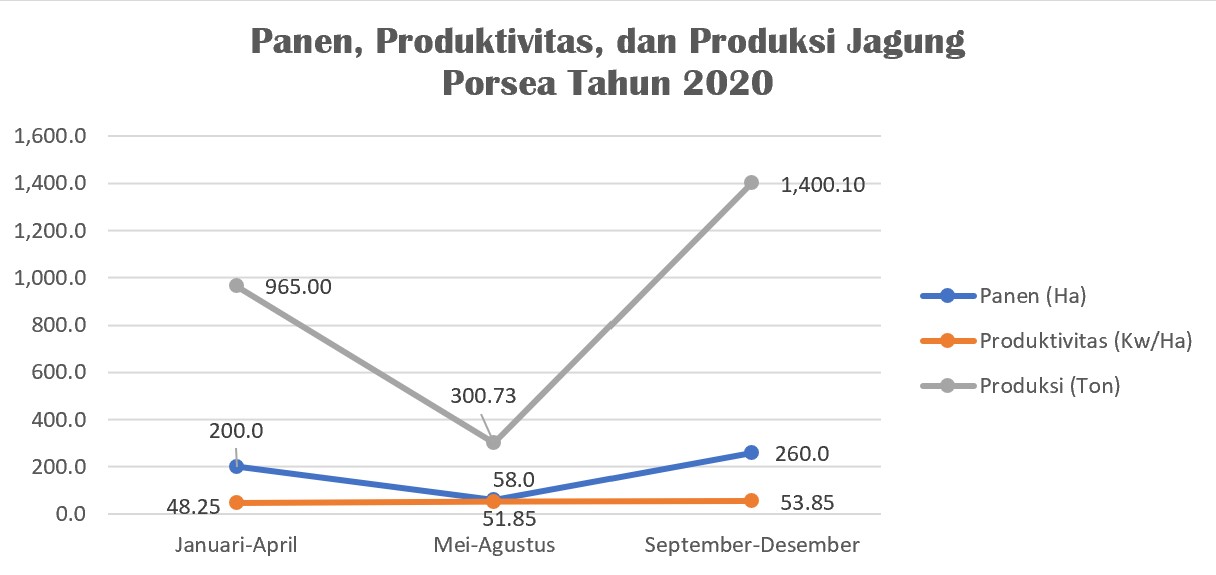 Panen, Produktivitas, dan Produksi Jagung
Porsea Tahun 2020
1,600.0
1,400.0
1,200.0
1,000.0
800.0
600.0
400.0
200.0
0.0
965.00
300.73
1,400.10
200.0
58.0
260.0
48.25
51.85
53.85
Januari-April
Mei-Agustus
September-Desember
Panen (Ha)
Produktivitas (Kw/Ha)
Produksi (Ton)